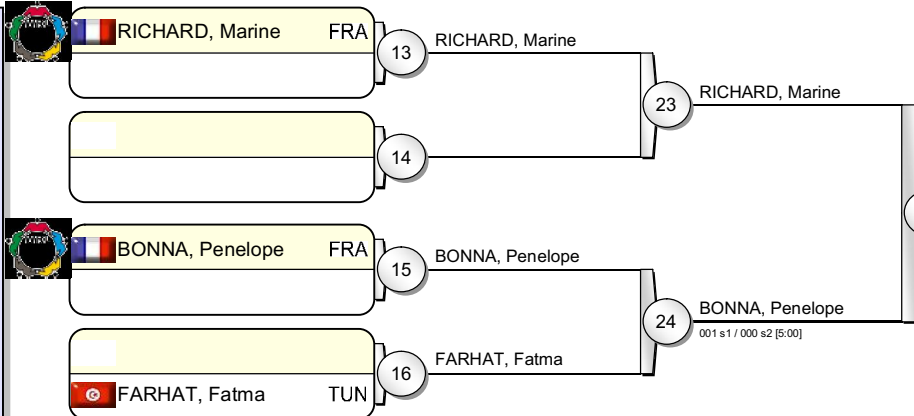 RICHARD, Marine FRA
13
RICHARD, Marine
23
RICHARD, Marine
14
BONNA, Penelope FRA
15
BONNA, Penelope
24
BONNA, Penelope
001 s1 / 000 s2 [5:00]
16
FARHAT, Fatma
FARHAT, Fatma TUN